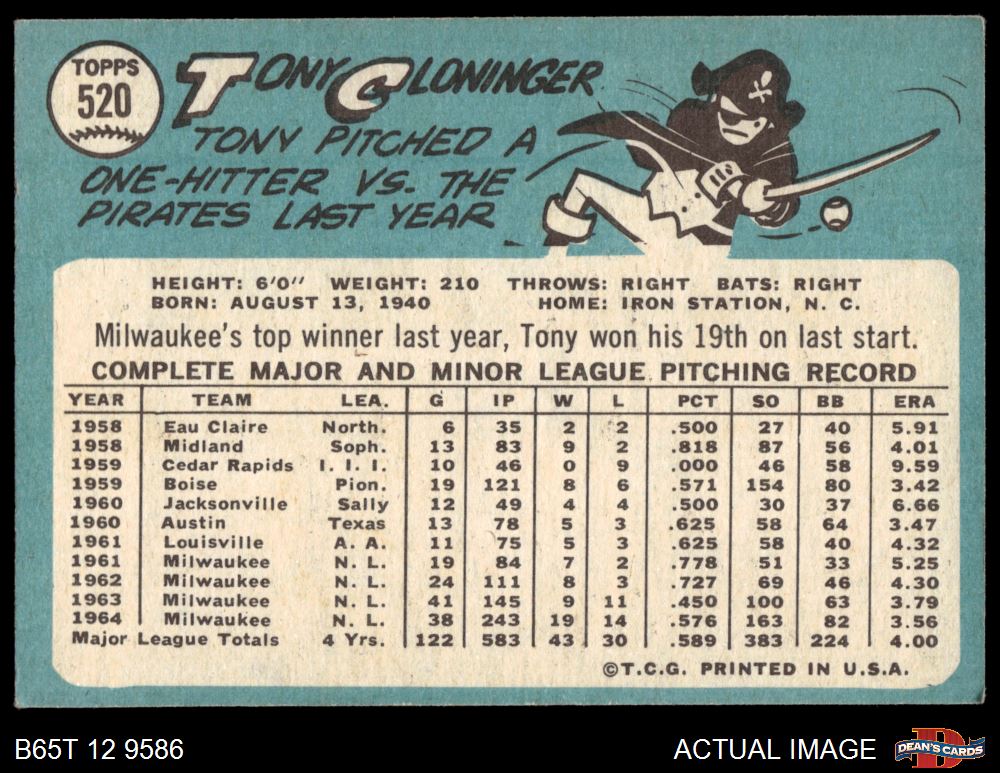 TOPPS
520
TONY CLONINGER
TONY PITCHED A
ONE-HITTER VS. THE
PIRATES LAST YEAR
HEIGHT: 6'0" WEIGHT: 210 THROWS: RIGHT BATS: RIGHT
BORN: AUGUST 13, 1940 HOME: IRON STATION, N. C.
Milwaukee's top winner last year, Tony won his 19th on last start.
COMPLETE MAJOR AND MINOR LEAGUE PITCHING RECORD
YEAR TEAM LEA. G IP W L PCT SO BB ERA
1958 Eau Claire North. 6 35 2 2 .500 27 40 5.91
1958 Midland Soph. 13 83 9 2 .818 87 56 4.01
1959 Cedar Rapids I. I. I. 10 46 0 9 .000 46 58 9.59
1959 Boise Pion. 19 121 8 6 .571 154 80 3.42
1960 Jacksonville Sally 12 49 4 4 .500 30 37 6.66
1960 Austin Texas 13 78 5 3 .625 58 64 3.47
1961 Louisville A. A. 11 75 5 3 .625 58 40 4.32
1961 Milwaukee N. L. 19 84 7 2 .778 51 33 5.25
1962 Milwaukee N. L. 24 111 8 3 .727 69 46 4.30
1963 Milwaukee N. L. 41 145 9 11 .450 100 63 3.79
1964 Milwaukee N. L. 38 243 19 14 .576 163 82 3.56
Major League Totals 4 Yrs. 122 583 43 30 .589 383 224 4.00
©T.C.G. PRINTED IN U.S.A.
B65T 12 9586 ACTUAL IMAGE DEAN'S CARDS